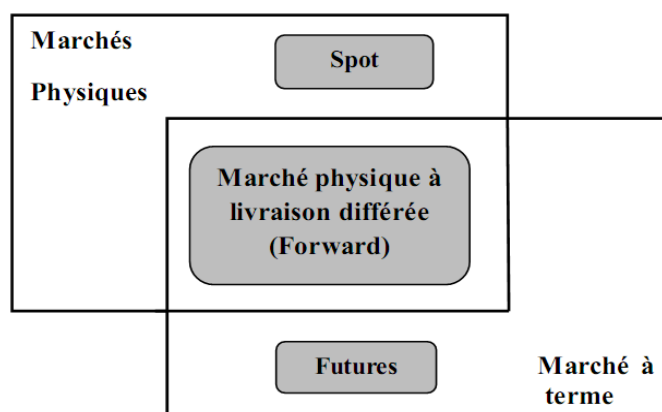 Marchés
Physiques
Spot
Marché physique à
livraison différée
(Forward)
Futures
Marché à
terme